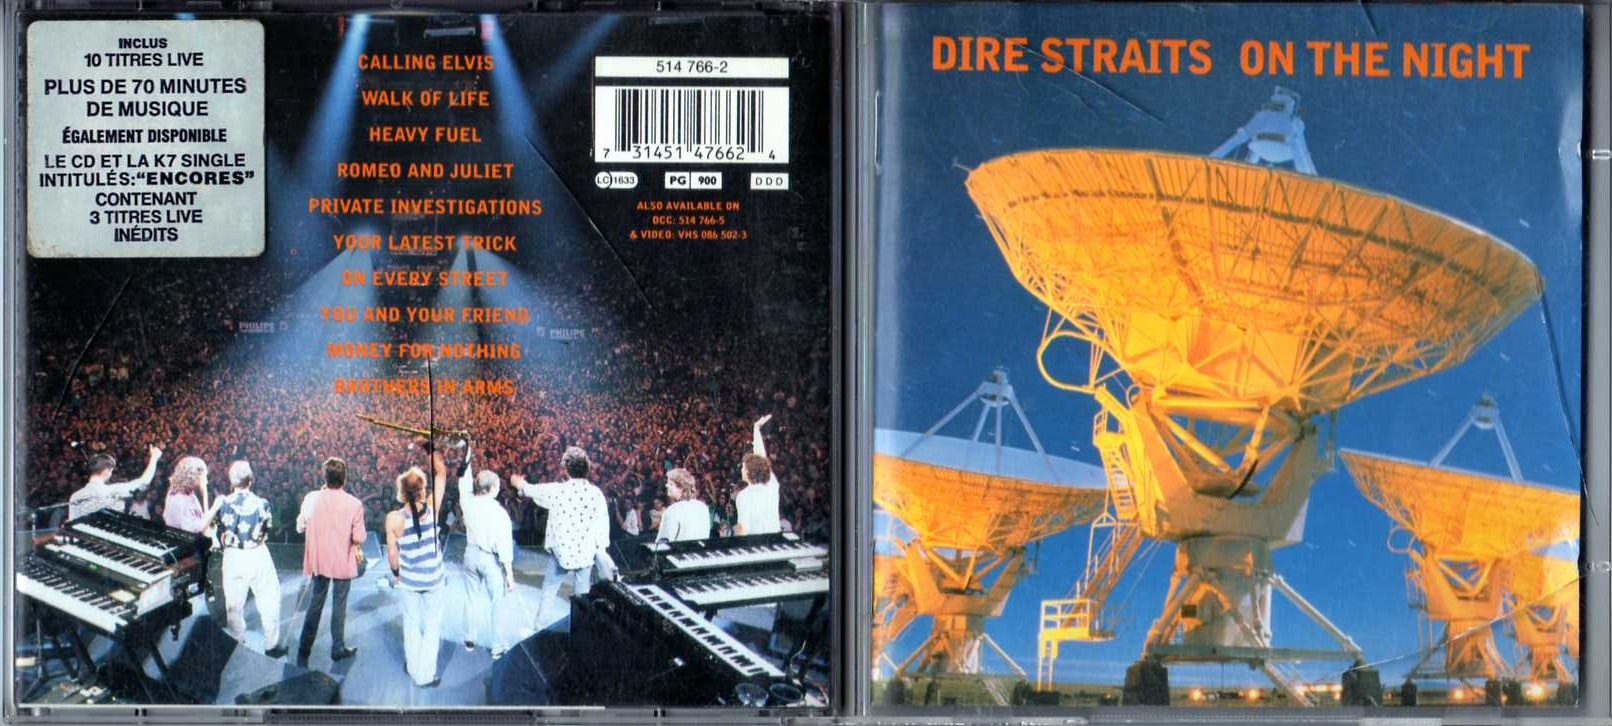 INCLUS
10 TITRES LIVE
PLUS DE 70 MINUTES
DE MUSIQUE
ÉGALEMENT DISPONIBLE
LE CD ET LA K7 SINGLE
INTITULÉS:"ENCORES"
CONTENANT
3 TITRES LIVE
INÉDITS
CALLING ELVIS
WALK OF LIFE
HEAVY FUEL
ROMEO AND JULIET
PRIVATE INVESTIGATIONS
YOUR LATEST TRICK
ON EVERY STREET
YOU AND YOUR FRIEND
MONEY FOR NOTHING
BROTHERS IN ARMS
514 766-2
7 31451 47662 4
LC 1633
PG 900
DDD
ALSO AVAILABLE ON
DCC: 514 766-5
& VIDEO: VHS 086 502-3
PHILIPS
PHILIPS
DIRE STRAITS ON THE NIGHT